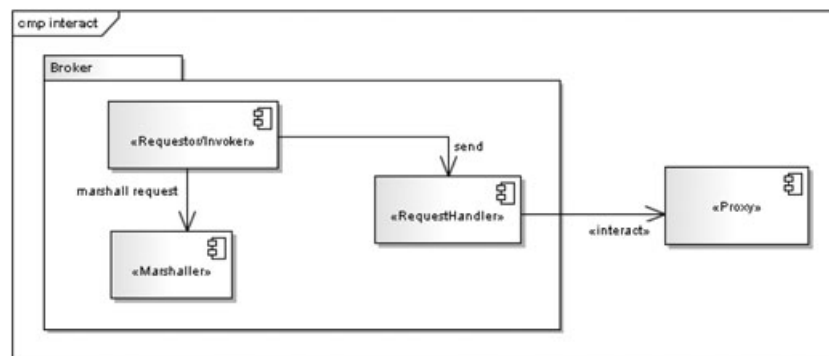 cmp interact
Broker
«Requestor/Invoker»
send
marshall request
«RequestHandler»
«Proxy»
«interact»
«Marshaller»